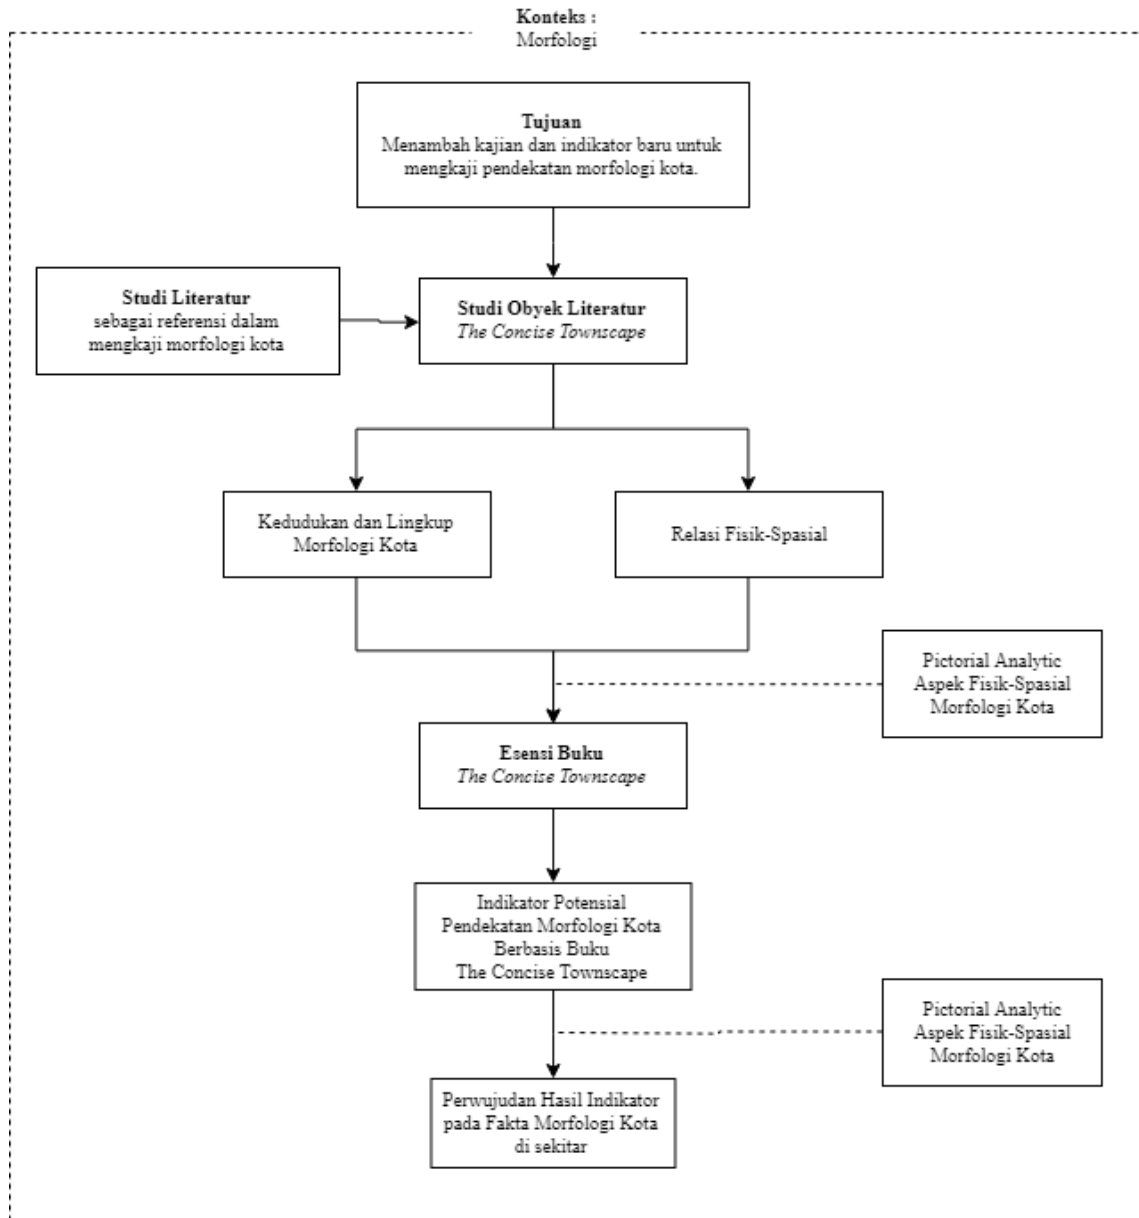 Konteks :
Morfologi
Tujuan
Menambah kajian dan indikator baru untuk
mengkaji pendekatan morfologi kota.
Studi Literatur
sebagai referensi dalam
mengkaji morfologi kota
Studi Obyek Literatur
The Concise Townscape
Kedudukan dan Lingkup
Morfologi Kota
Relasi Fisik-Spasial
Pictorial Analytic
Aspek Fisik-Spasial
Morfologi Kota
Esensi Buku
The Concise Townscape
Indikator Potensial
Pendekatan Morfologi Kota
Berbasis Buku
The Concise Townscape
Pictorial Analytic
Aspek Fisik-Spasial
Morfologi Kota
Perwujudan Hasil Indikator
pada Fakta Morfologi Kota
di sekitar